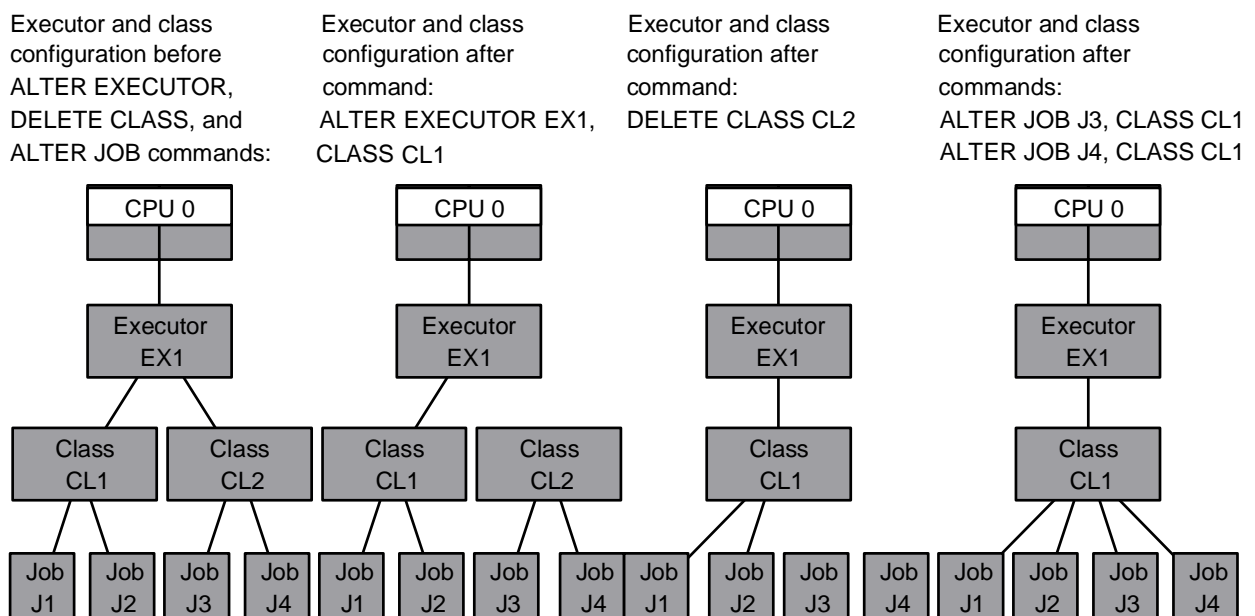 Executor and class
configuration before
ALTER EXECUTOR,
DELETE CLASS, and
ALTER JOB commands:
Executor and class
configuration after
command:
ALTER EXECUTOR EX1,
CLASS CL1
Executor and class
configuration after
command:
DELETE CLASS CL2
Executor and class
configuration after
commands:
ALTER JOB J3, CLASS CL1
ALTER JOB J4, CLASS CL1
CPU 0
CPU 0
CPU 0
CPU 0
Executor
EX1
Executor
EX1
Executor
EX1
Executor
EX1
Class
CL1
Class
CL2
Class
CL1
Class
CL2
Class
CL1
Class
CL1
Job
J1
Job
J2
Job
J3
Job
J4
Job
J1
Job
J2
Job
J3
Job
J4
Job
J1
Job
J2
Job
J3
Job
J4
Job
J1
Job
J2
Job
J3
Job
J4